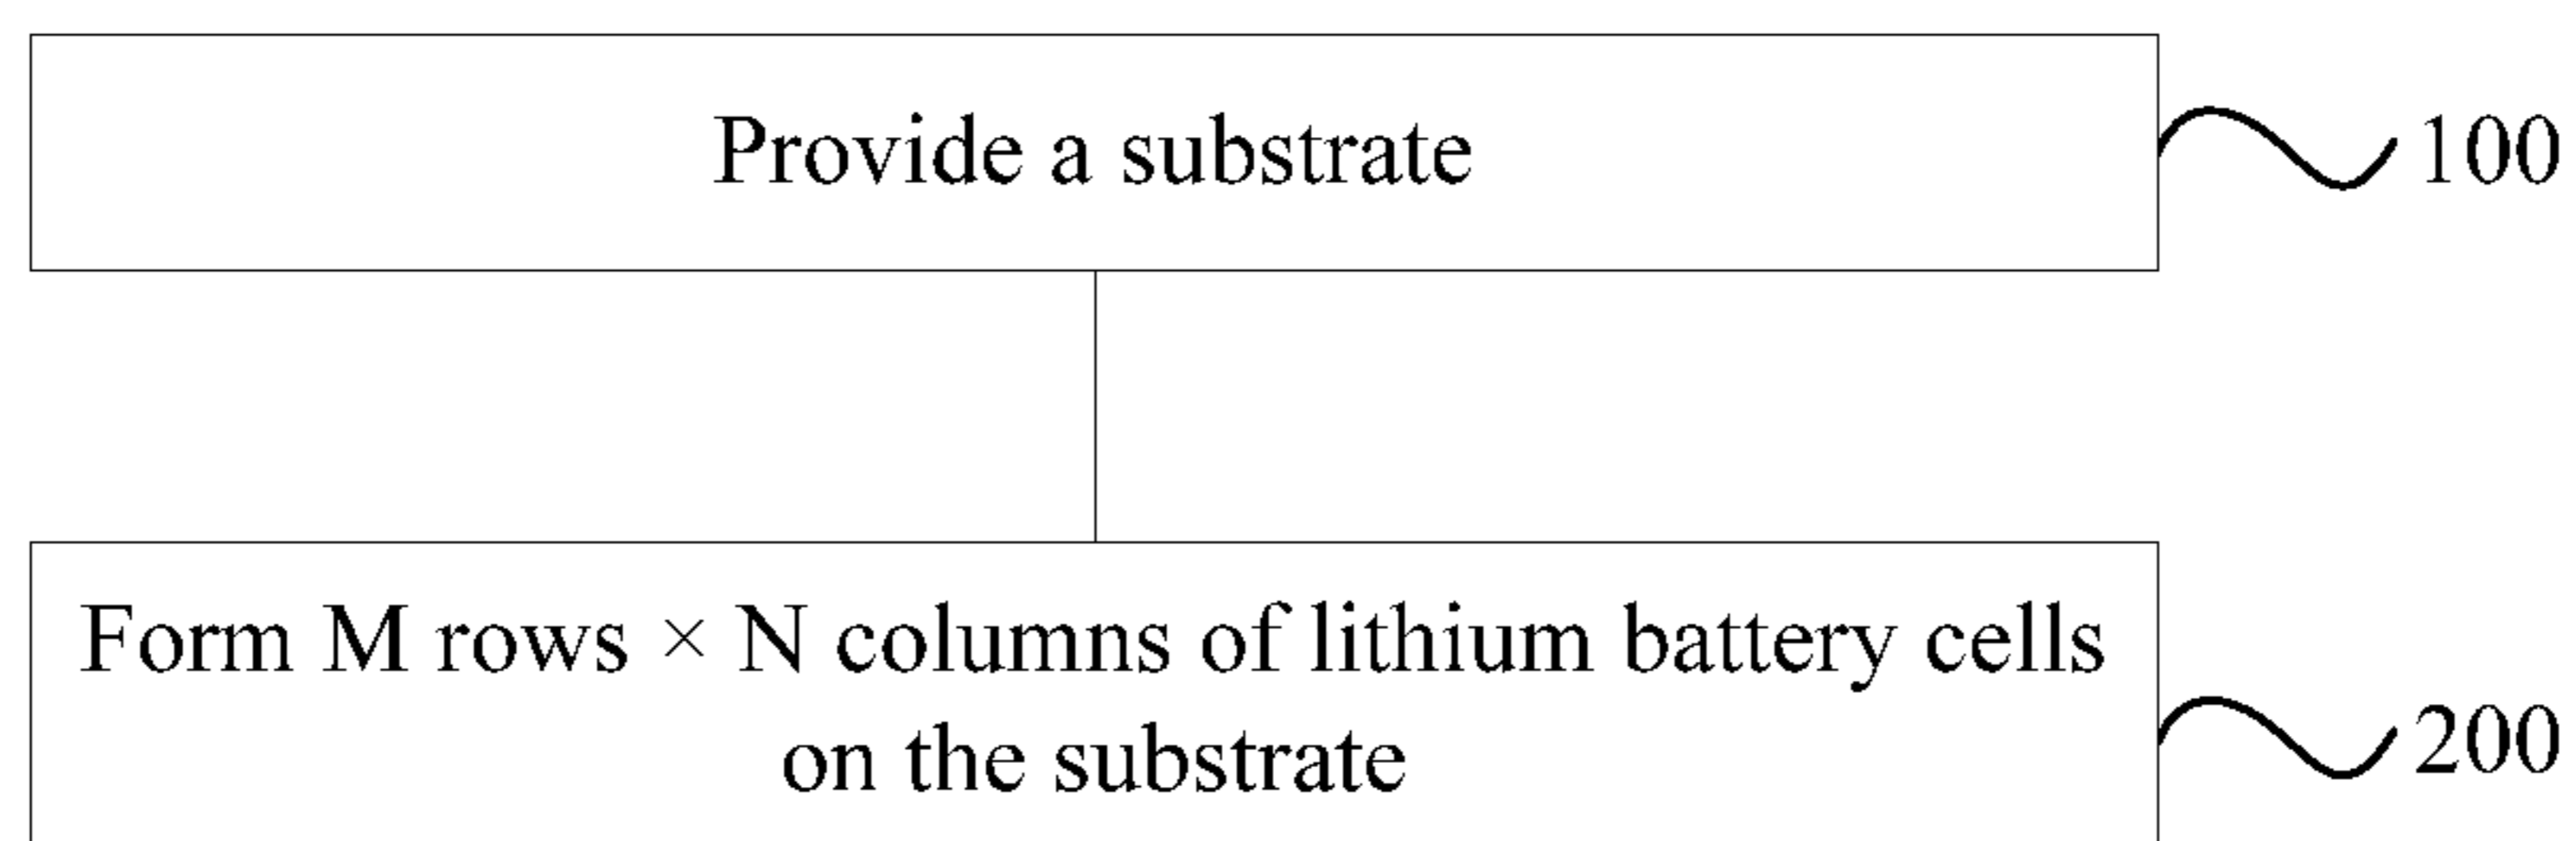 Provide a substrate
100
Form M rows × N columns of lithium battery cells
on the substrate
200